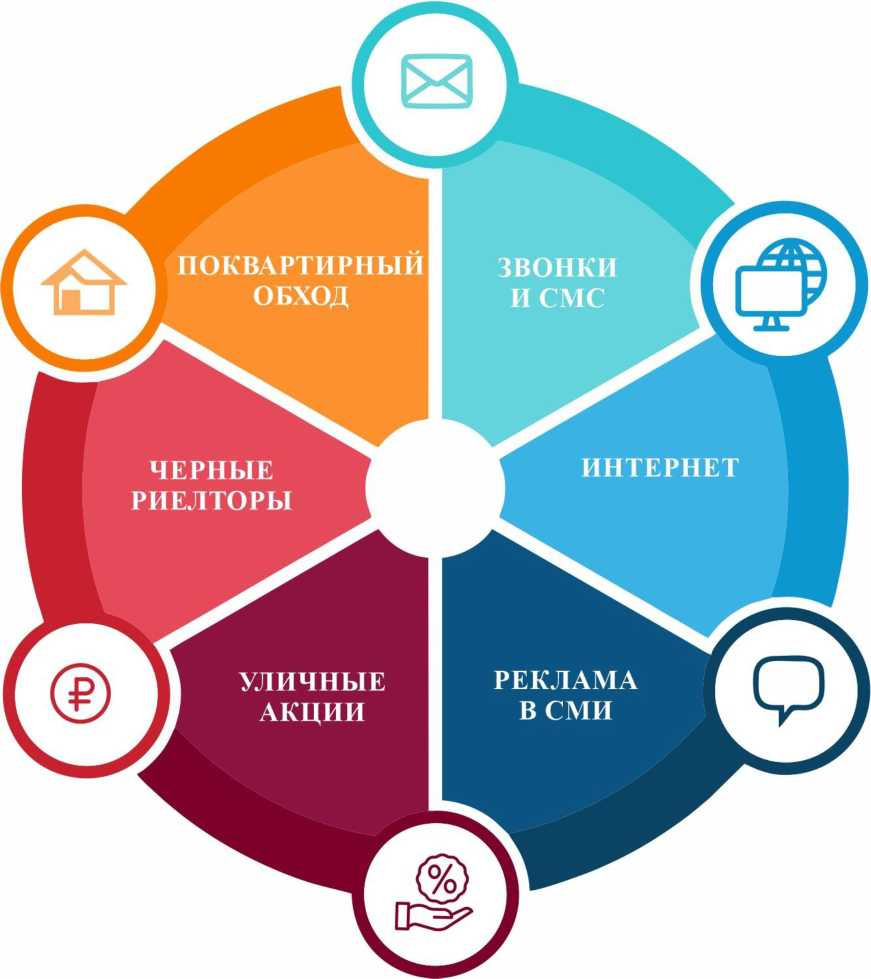 ПОКВАРТИРНЫЙ
ОБХОД
ЗВОНКИ
И СМС
ЧЕРНЫЕ
РИЕЛТОРЫ
ИНТЕРНЕТ
УЛИЧНЫЕ
АКЦИИ
РЕКЛАМА
В СМИ
₽
%